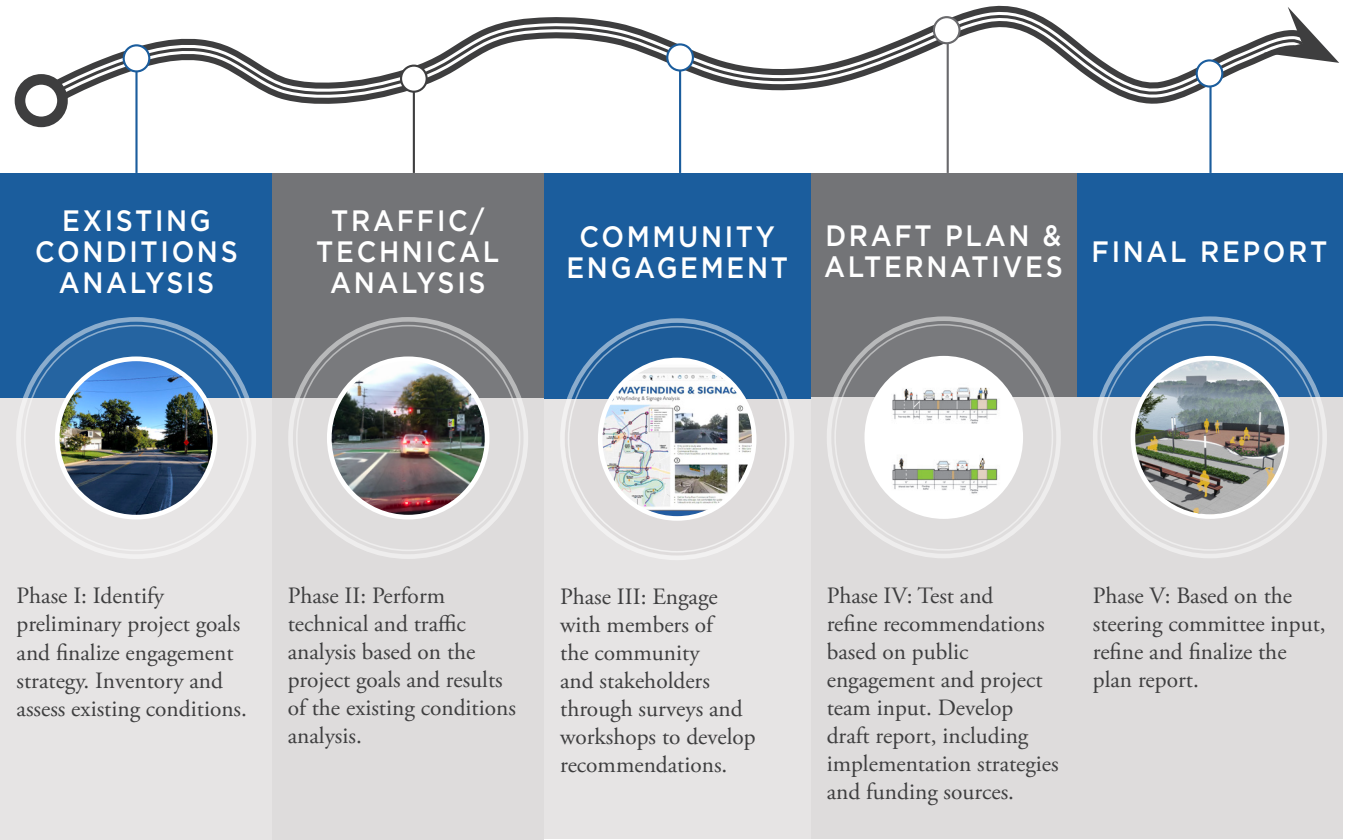 EXISTING
CONDITIONS
ANALYSIS
TRAFFIC/
TECHNICAL
ANALYSIS
COMMUNITY
ENGAGEMENT
DRAFT PLAN &
ALTERNATIVES
FINAL REPORT
WAYFINDING & SIGNAG
Wayfinding & Signage Analysis
Phase I: Identify
preliminary project goals
and finalize engagement
strategy. Inventory and
assess existing conditions.
Phase II: Perform
technical and traffic
analysis based on the
project goals and results
of the existing conditions
analysis.
Phase III: Engage
with members of
the community
and stakeholders
through surveys and
workshops to develop
recommendations.
Phase IV: Test and
refine recommendations
based on public
engagement and project
team input. Develop
draft report, including
implementation strategies
and funding sources.
Phase V: Based on the
steering committee input,
refine and finalize the
plan report.